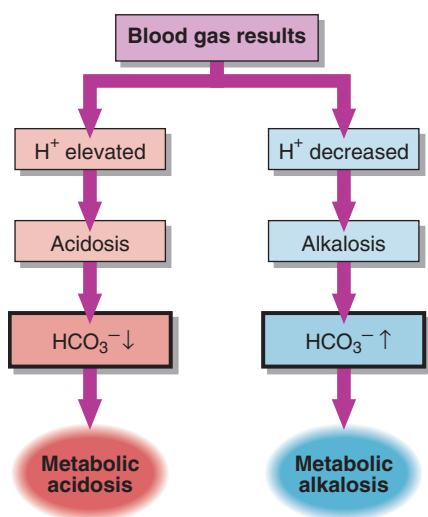 Blood gas results
H⁺ elevated
H⁺ decreased
Acidosis
Alkalosis
HCO₃⁻ ↓
HCO₃⁻ ↑
Metabolic
acidosis
Metabolic
alkalosis